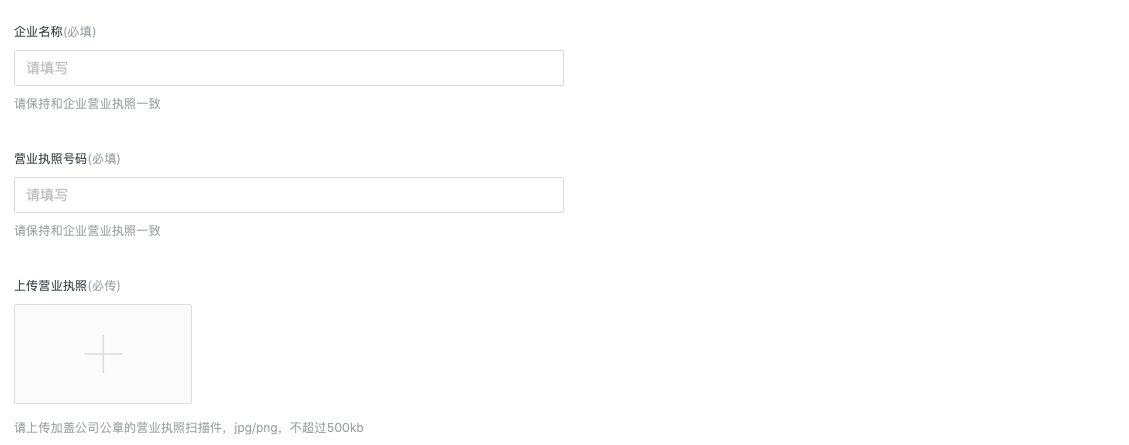 企业名称(必填)
请填写
请保持和企业营业执照一致
营业执照号码(必填)
请填写
请保持和企业营业执照一致
上传营业执照(必传)
请上传加盖公司公章的营业执照扫描件，jpg/png，不超过500kb